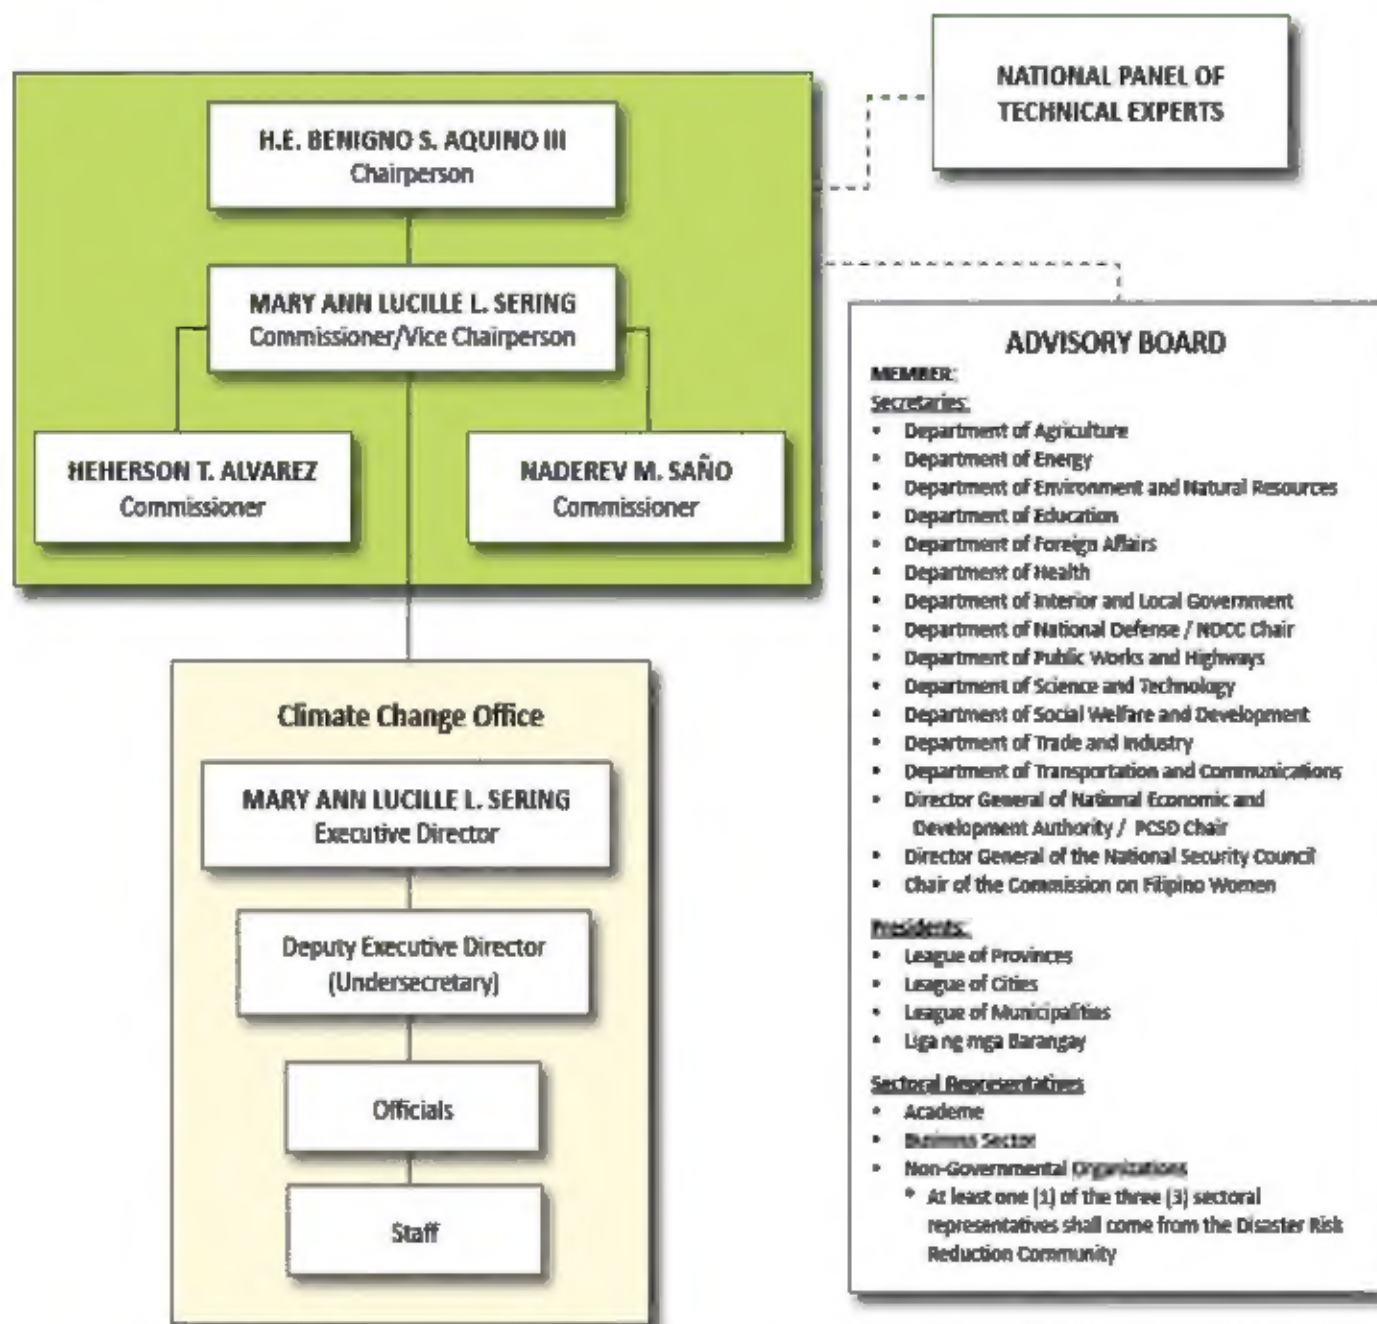 NATIONAL PANEL OF
TECHNICAL EXPERTS
H.E. BENIGNO S. AQUINO III
Chairperson
MARY ANN LUCILLE L. SERING
Commissioner/Vice Chairperson
HEHERSON T. ALVAREZ
Commissioner
NADEREV M. SAÑO
Commissioner
Climate Change Office
MARY ANN LUCILLE L. SERING
Executive Director
Deputy Executive Director
(Undersecretary)
Officials
Staff
ADVISORY BOARD
MEMBER:
Secretaries:
• Department of Agriculture
• Department of Energy
• Department of Environment and Natural Resources
• Department of Education
• Department of Foreign Affairs
• Department of Health
• Department of Interior and Local Government
• Department of National Defense / NDCC Chair
• Department of Public Works and Highways
• Department of Science and Technology
• Department of Social Welfare and Development
• Department of Trade and Industry
• Department of Transportation and Communications
• Director General of National Economic and
Development Authority / PCSD Chair
• Director General of the National Security Council
• Chair of the Commission on Filipino Women
Presidents:
• League of Provinces
• League of Cities
• League of Municipalities
• Liga ng mga Barangay
Sectoral Representatives
• Academe
• Business Sector
• Non-Governmental Organizations
* At least one (1) of the three (3) sectoral
representatives shall come from the Disaster Risk
Reduction Community